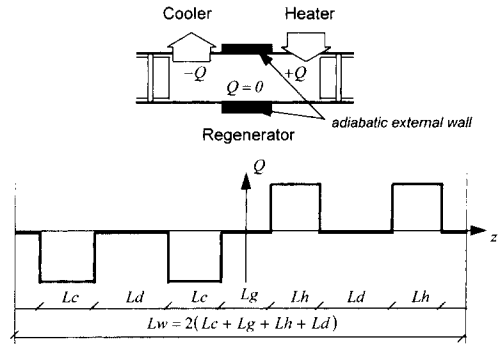 Cooler Heater
−Q +Q
Q = 0
adiabatic external wall
Regenerator
Q
z
Lc Ld Lc Lg Lh Ld Lh
Lw = 2(Lc + Lg + Lh + Ld)